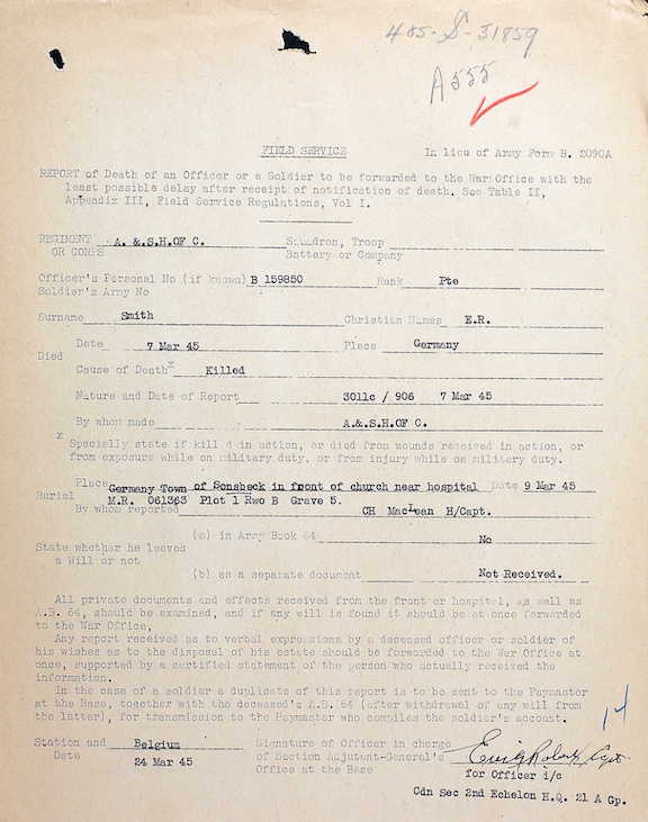 485-S-31859
A555
FIELD SERVICE
In lieu of Army Form B. 2090A
REPORT of Death of an Officer or a Soldier to be forwarded to the War Office with the
least possible delay after receipt of notification of death. See Table II,
Appendix III, Field Service Regulations, Vol I.
REGIMENT A. &.S.H.OF C. Squadron, Troop
OR CORPS Battery or Company
Officer's Personal No (if known) B 159850 Rank Pte
Soldier's Army No
Surname Smith Christian Names E.R.
Date 7 Mar 45 Place Germany
Died
Cause of Death x Killed
Nature and Date of Report 3011c / 906 7 Mar 45
By whom made A.&.S.H.OF C.
x Specially state if killed in action, or died from wounds received in action, or
from exposure while on military duty, or from injury while on military duty.
Place Germany Town of Sonsbeck in front of church near hospital Date 9 Mar 45
Burial M.R. 061363 Plot 1 Rwo B Grave 5.
By whom reported CH MacLean H/Capt.
(a) in Army Book 64 No
State whether he leaves
a Will or not
(b) as a separate document Not Received.
All private documents and effects received from the front or hospital, as well as
A.B. 64, should be examined, and if any will is found it should be at once forwarded
to the War Office,
Any report received as to verbal expressions by a deceased officer or soldier of
his wishes as to the disposal of his estate should be forwarded to the War Office at
once, supported by a certified statement of the person who actually received the
information.
In the case of a soldier a duplicate of this report is to be sent to the Paymaster
at the Base, together with the deceased's A.B. 64 (after withdrawal of any will from
the latter), for transmission to the Paymaster who compiles the soldier's account.
14
Station and Belgium Signature of Officer in charge
Date 24 Mar 45 of Section Adjutant-General's
Office at the Base
Capt
for Officer i/c
Cdn Sec 2nd Echelon H.Q. 21 A Gp.